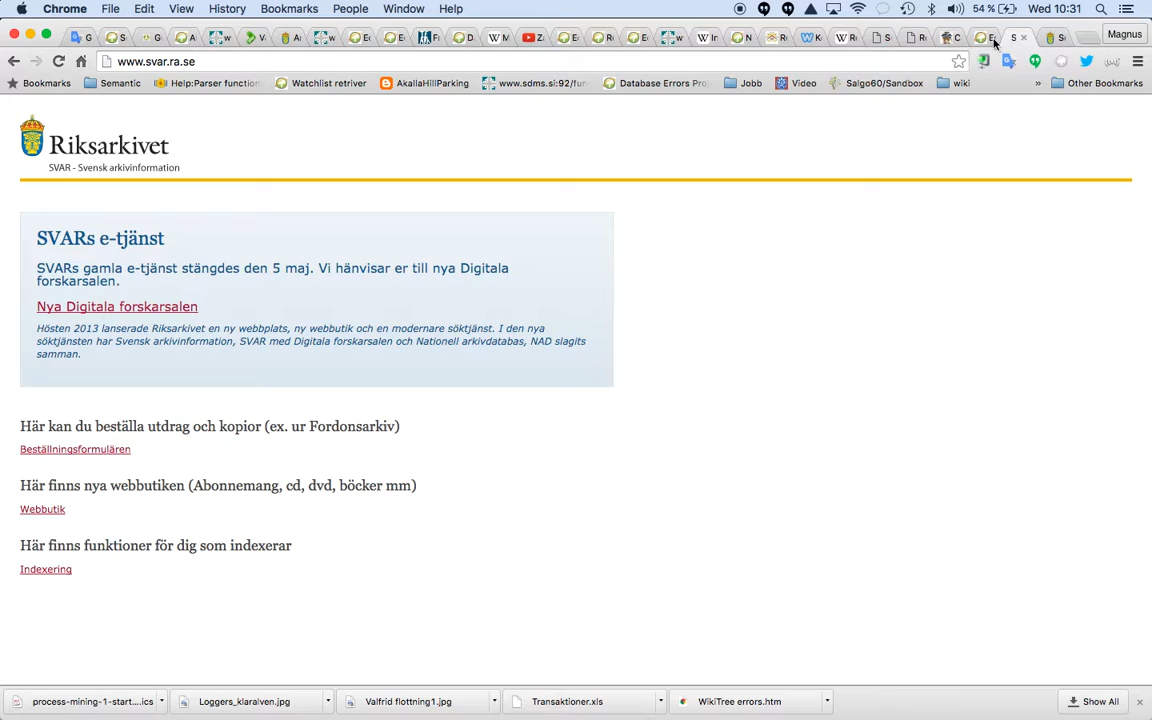 Chrome File Edit View History Bookmarks People Window Help 54 % Wed 10:31
Magnus
www.svar.ra.se
Bookmarks Semantic Help:Parser function Watchlist retriever AkallaHillParking www.sdms.si:92/fun Database Errors Proj Jobb Video Salgo60/Sandbox wiki » Other Bookmarks
Riksarkivet
SVAR - Svensk arkivinformation
SVARs e-tjänst
SVARs gamla e-tjänst stängdes den 5 maj. Vi hänvisar er till nya Digitala
forskarsalen.
Nya Digitala forskarsalen
Hösten 2013 lanserade Riksarkivet en ny webbplats, ny webbutik och en modernare söktjänst. I den nya
söktjänsten har Svensk arkivinformation, SVAR med Digitala forskarsalen och Nationell arkivdatabas, NAD slagits
samman.
Här kan du beställa utdrag och kopior (ex. ur Fordonsarkiv)
Beställningsformulären
Här finns nya webbutiken (Abonnemang, cd, dvd, böcker mm)
Webbutik
Här finns funktioner för dig som indexerar
Indexering
process-mining-1-start....ics Loggers_klaralven.jpg Valfrid flottning1.jpg Transaktioner.xls WikiTree errors.htm Show All